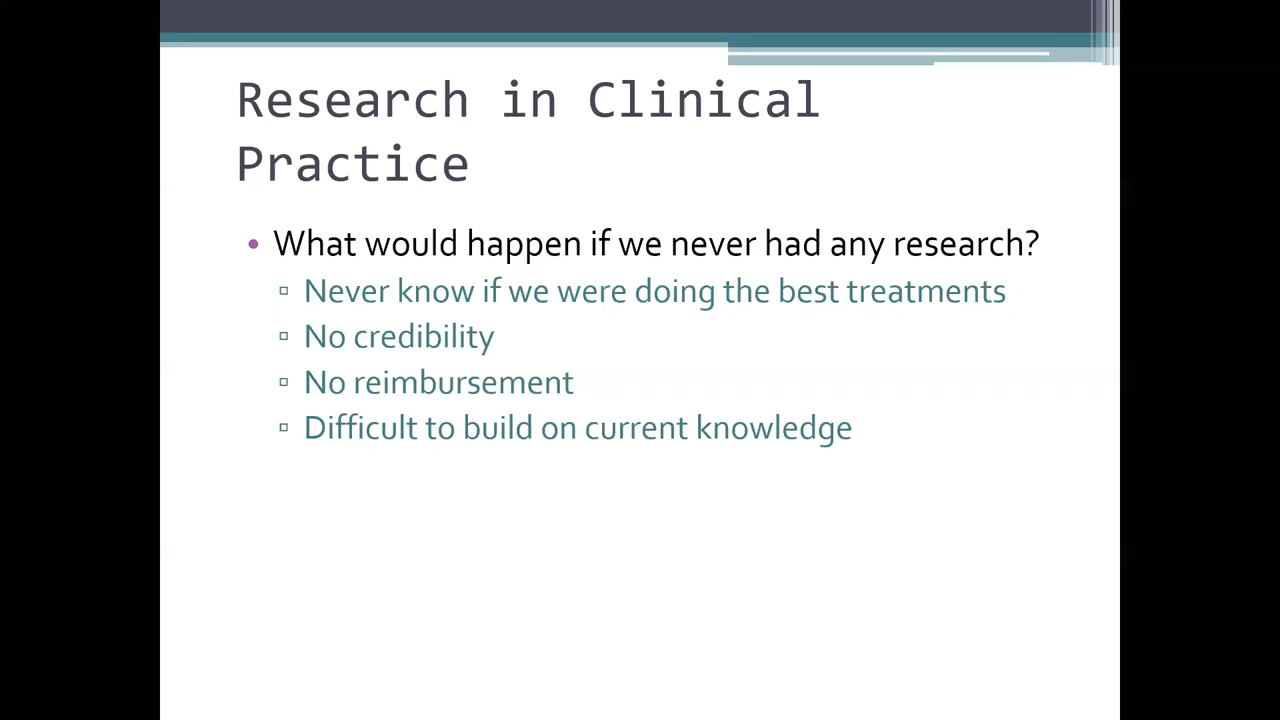 Research in Clinical
Practice
• What would happen if we never had any research?
▫ Never know if we were doing the best treatments
▫ No credibility
▫ No reimbursement
▫ Difficult to build on current knowledge